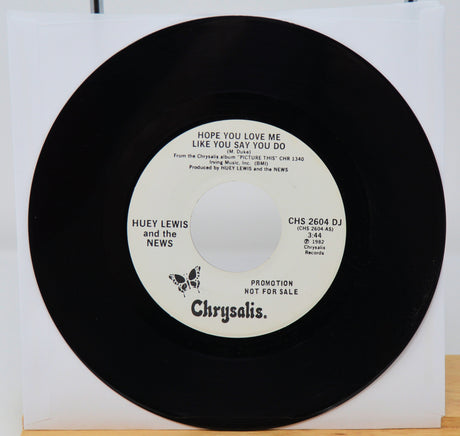 HOPE YOU LOVE ME
LIKE YOU SAY YOU DO
(M. Duke)
From the Chrysalis album "PICTURE THIS" CHR 1340
Irving Music, Inc. (BMI)
Produced by HUEY LEWIS and the NEWS
HUEY LEWIS
and the
NEWS
CHS 2604 DJ
(CHS 2604 AS)
3:44
℗ 1982
Chrysalis
Records
PROMOTION
NOT FOR SALE
Chrysalis.